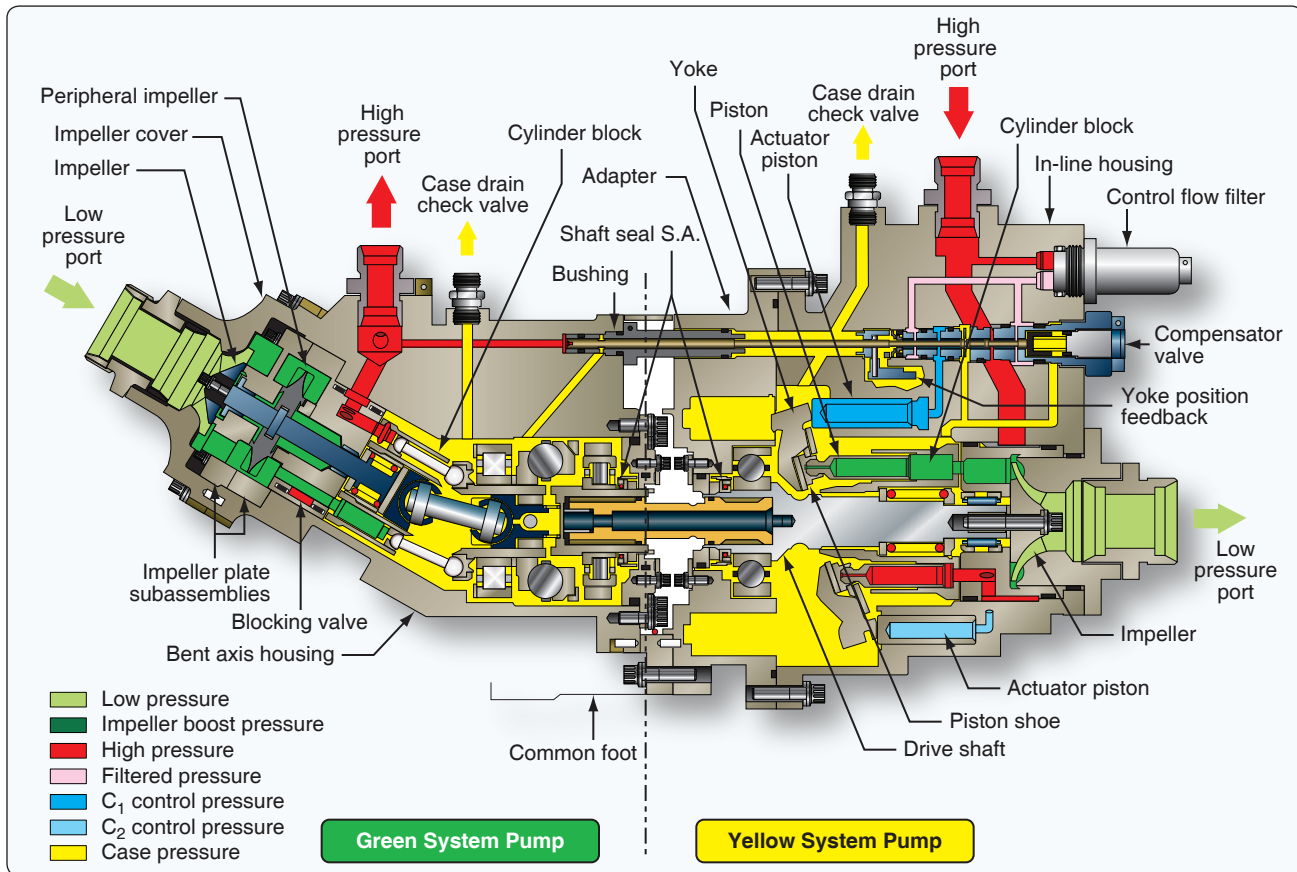 Peripheral impeller
Impeller cover
Impeller
Low
pressure
port
High
pressure
port
Case drain
check valve
Cylinder block
Adapter
Shaft seal S.A.
Bushing
Yoke
Piston
Actuator
piston
Case drain
check valve
High
pressure
port
Cylinder block
In-line housing
Control flow filter
Compensator
valve
Yoke position
feedback
Low
pressure
port
Impeller
Actuator piston
Piston shoe
Drive shaft
Impeller plate
subassemblies
Blocking valve
Bent axis housing
Common foot
Low pressure
Impeller boost pressure
High pressure
Filtered pressure
C₁ control pressure
C₂ control pressure
Case pressure
Green System Pump
Yellow System Pump